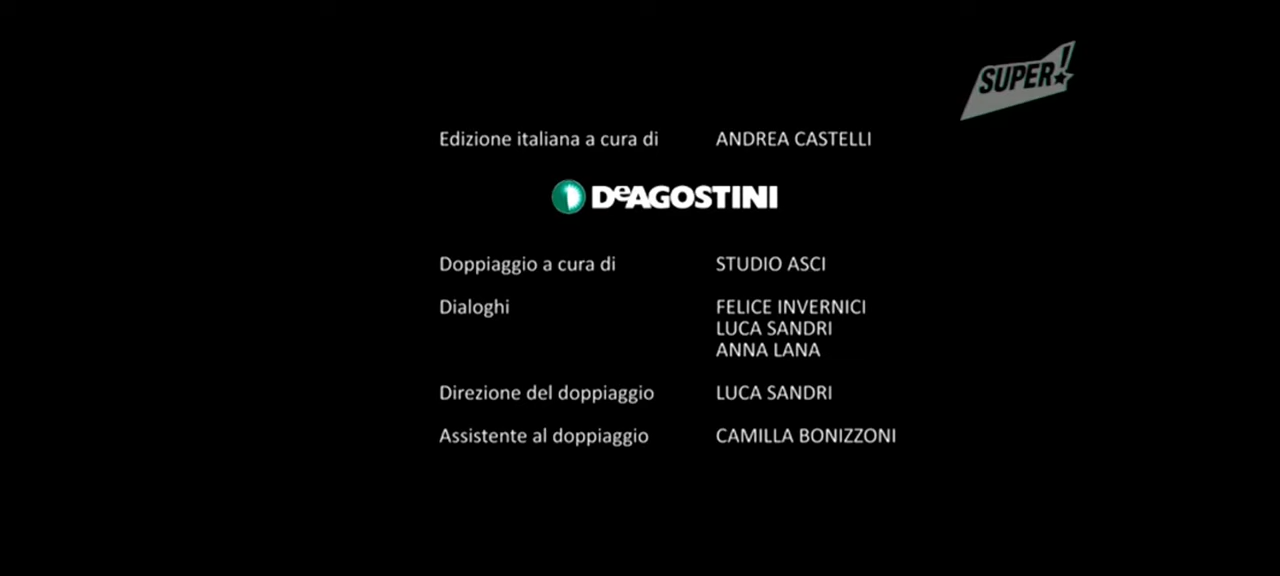 SUPER!
Edizione italiana a cura di ANDREA CASTELLI
DeAGOSTINI
Doppiaggio a cura di STUDIO ASCI
Dialoghi FELICE INVERNICI
LUCA SANDRI
ANNA LANA
Direzione del doppiaggio LUCA SANDRI
Assistente al doppiaggio CAMILLA BONIZZONI